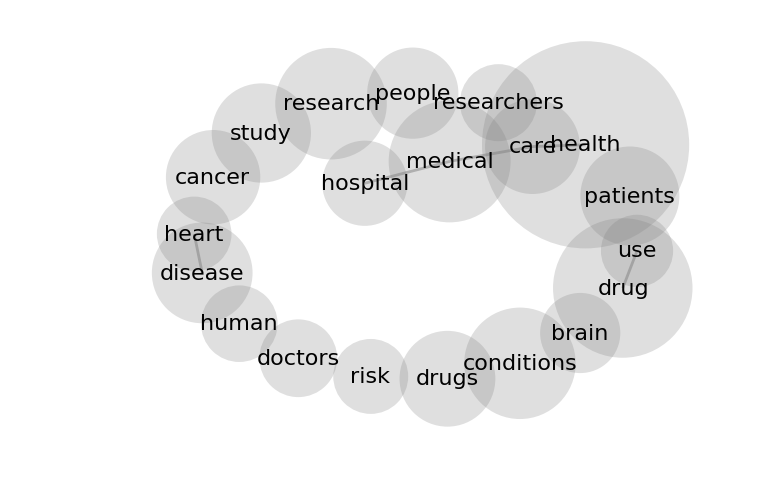 people
research
researchers
study
health
care
medical
cancer
hospital
patients
heart
use
disease
drug
human
brain
doctors
conditions
risk
drugs